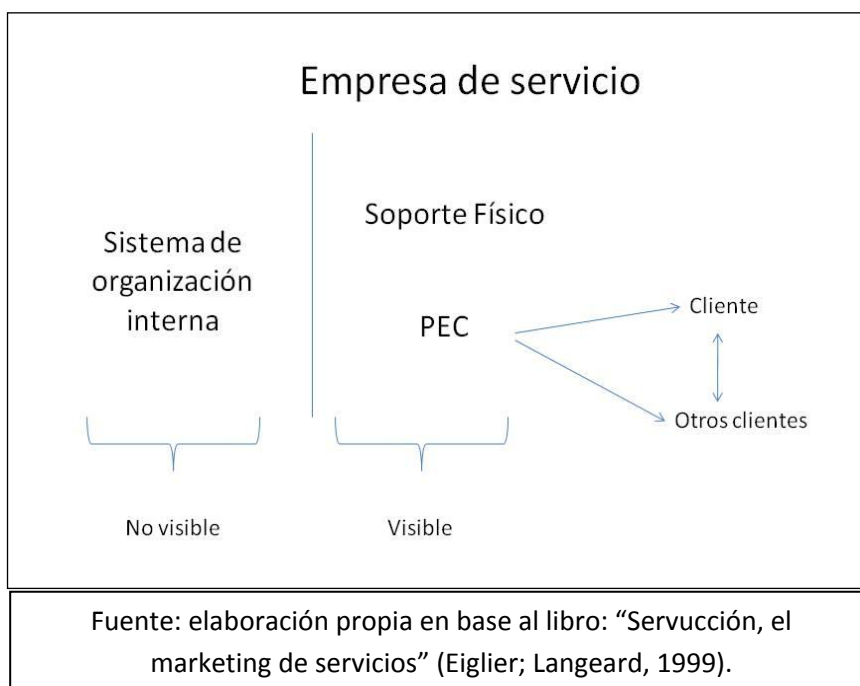 Empresa de servicio
Sistema de
organización
interna
Soporte Físico
PEC
Cliente
Otros clientes
No visible
Visible
Fuente: elaboración propia en base al libro: “Servucción, el
marketing de servicios” (Eiglier; Langeard, 1999).